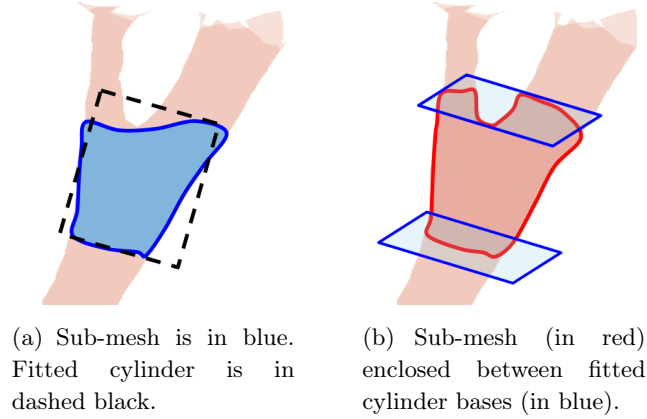 (a) Sub-mesh is in blue.
Fitted cylinder is in
dashed black.
(b) Sub-mesh (in red)
enclosed between fitted
cylinder bases (in blue).